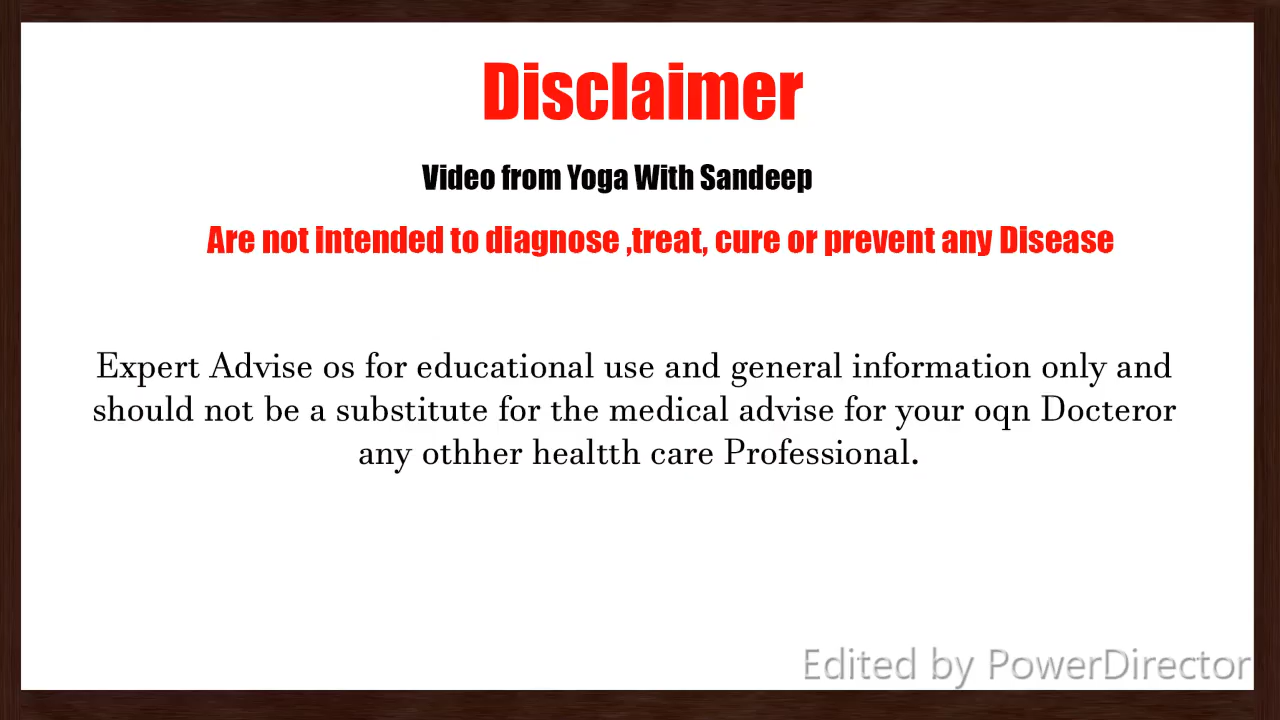 Disclaimer
Video from Yoga With Sandeep
Are not intended to diagnose ,treat, cure or prevent any Disease
Expert Advise os for educational use and general information only and
should not be a substitute for the medical advise for your oqn Docteror
any othher healtth care Professional.
Edited by PowerDirector